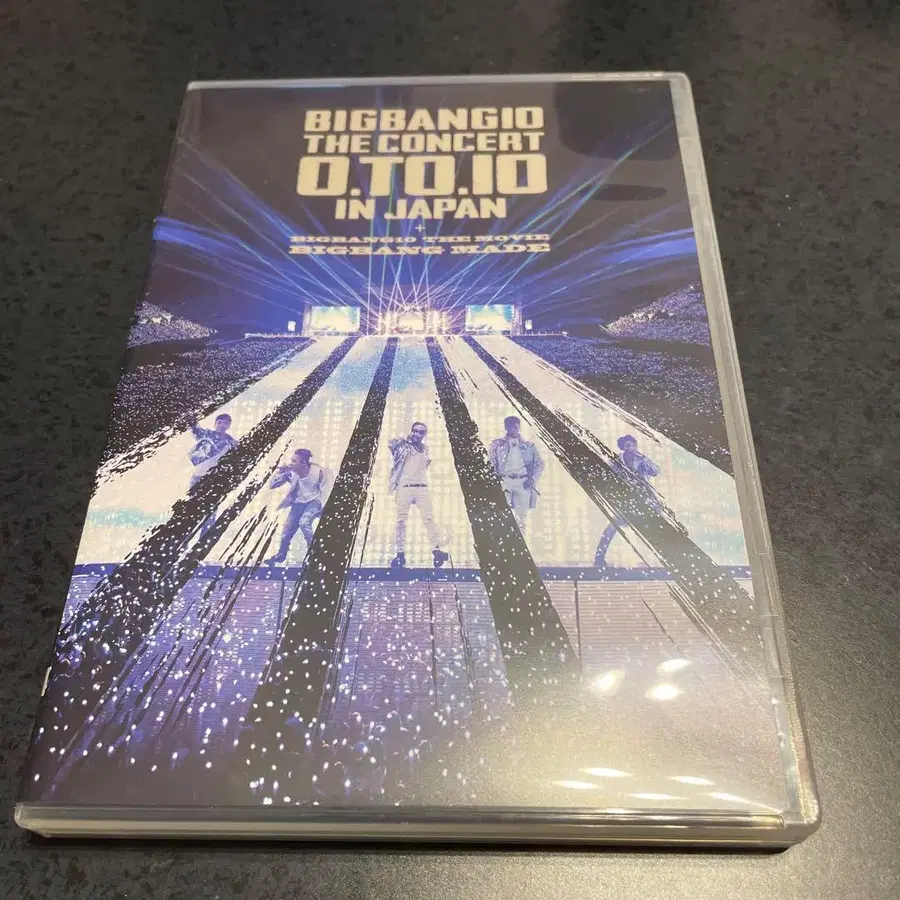 BIGBANG10
THE CONCERT
0.TO.10
IN JAPAN
+
BIGBANG10 THE MOVIE
BIGBANG MADE